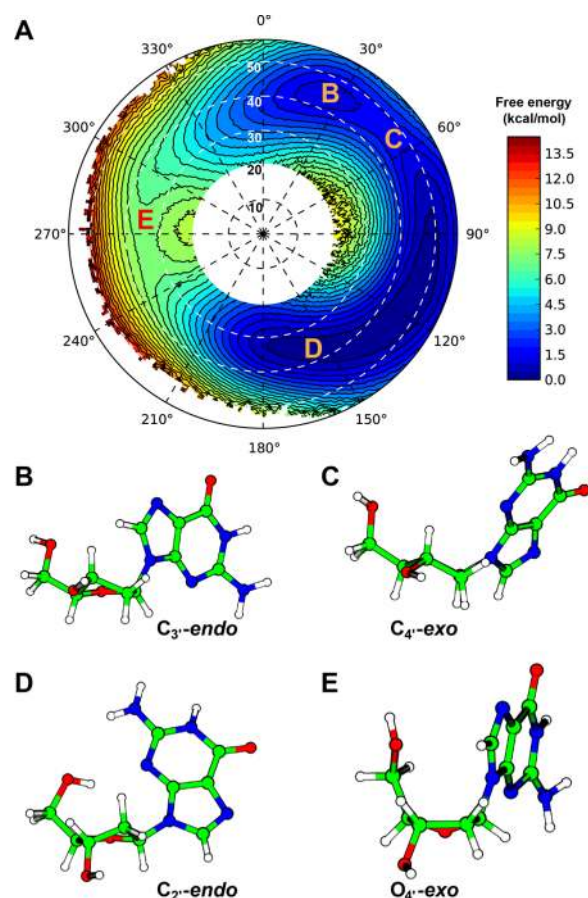 A
0°
30°
60°
90°
120°
150°
180°
210°
240°
270°
300°
330°
50
40
30
20
10
B
C
D
E
Free energy
(kcal/mol)
13.5
12.0
10.5
9.0
7.5
6.0
4.5
3.0
1.5
0.0
B
C3'-endo
C
C4'-exo
D
C2'-endo
E
O4'-exo